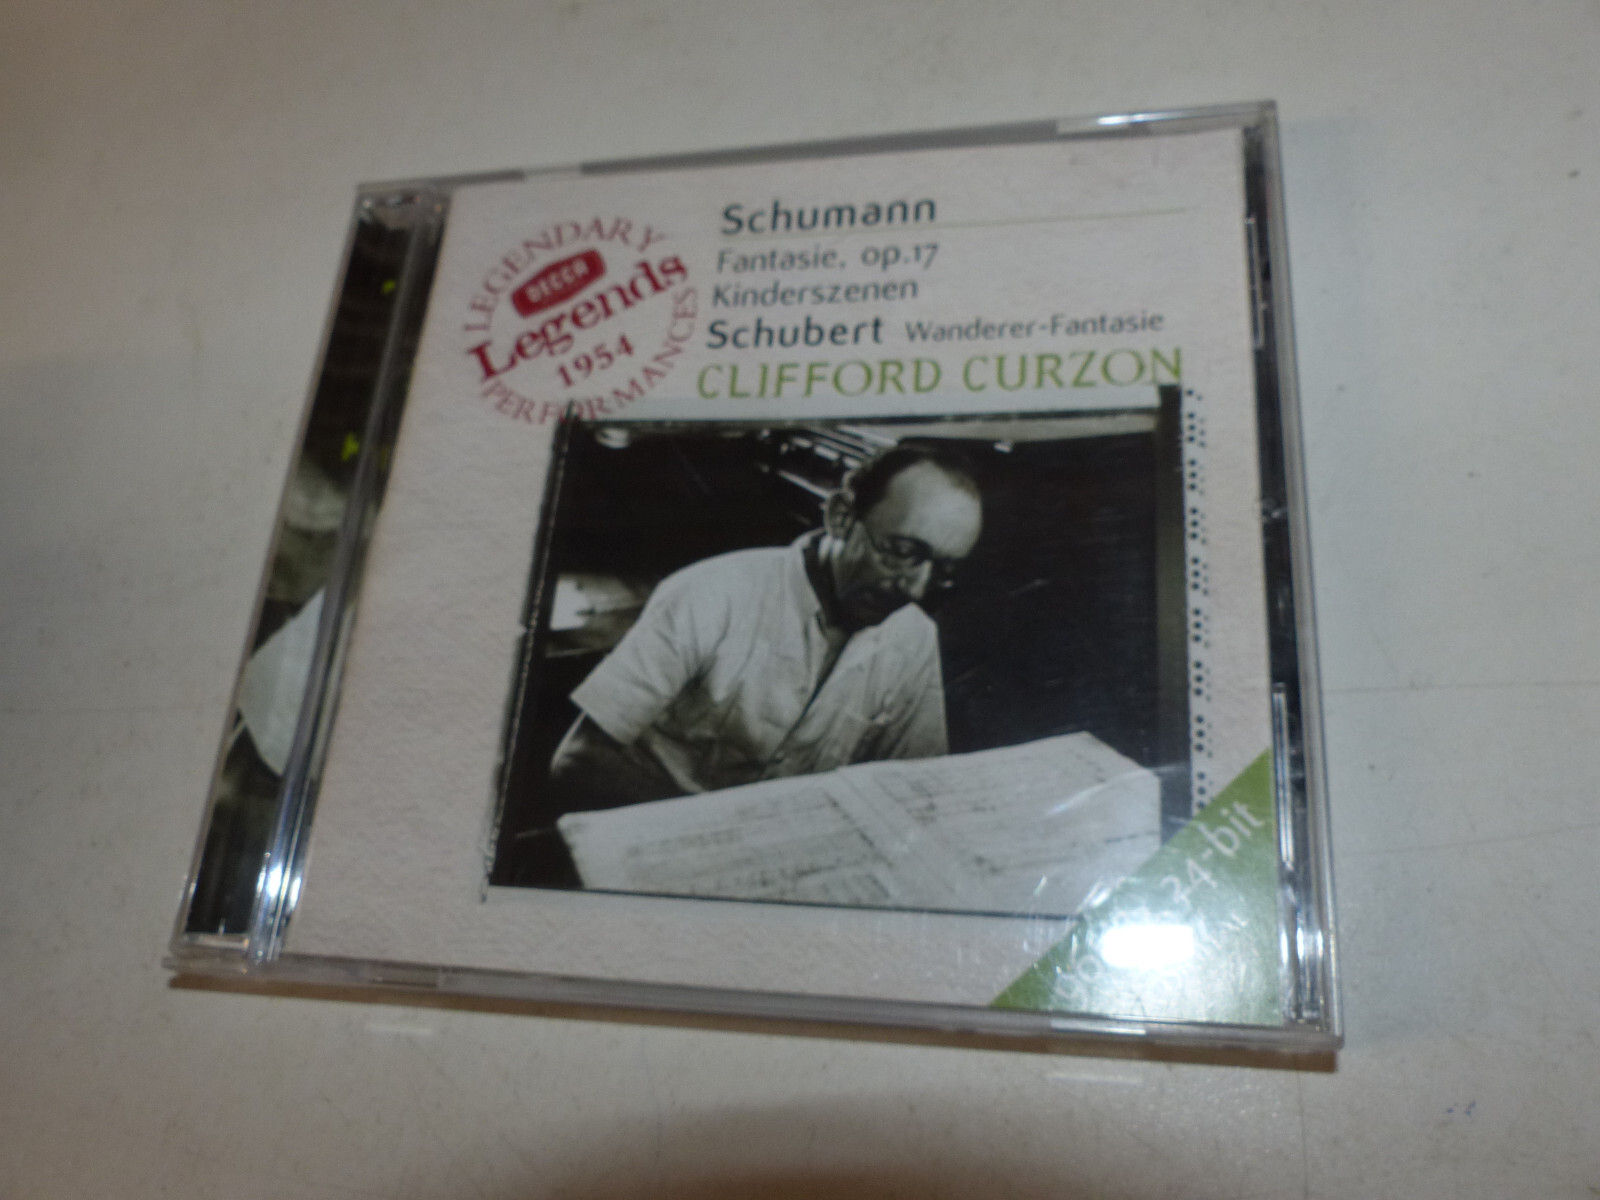 LEGENDARY
DECCA
Legends
1954
PERFORMANCES
Schumann
Fantasie, op.17
Kinderszenen
Schubert Wanderer-Fantasie
CLIFFORD CURZON
24-bit